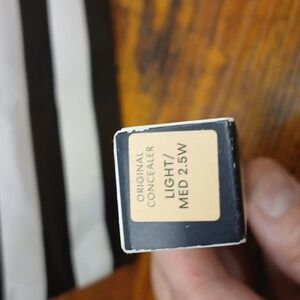 ORIGINAL
CONCEALER
LIGHT/
MED 2.5W